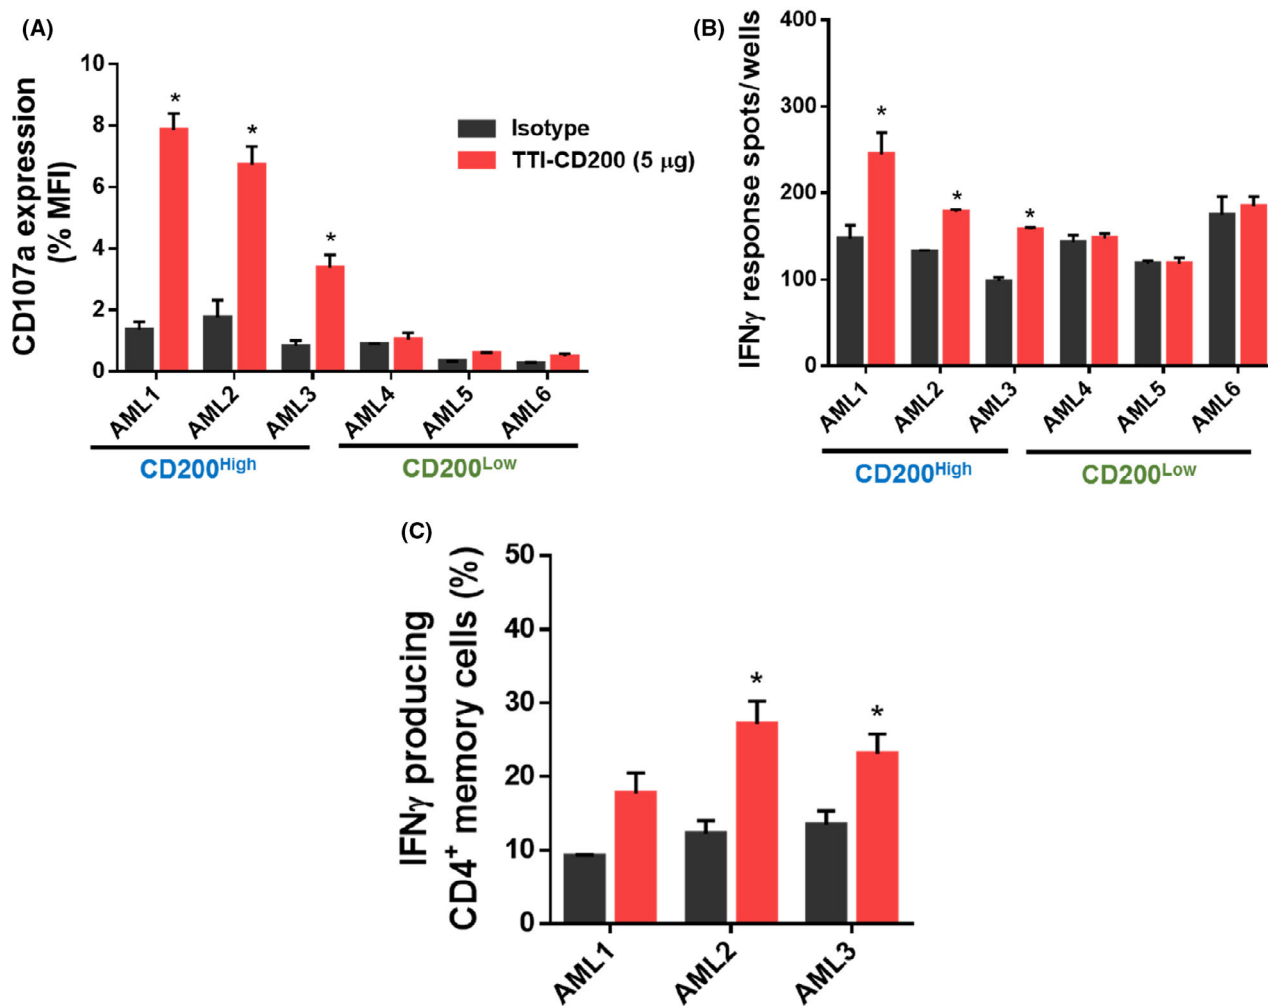 (A)
CD107a expression
(% MFI)
10
8
6
4
2
0
*
*
*
Isotype
TTI-CD200 (5 μg)
AML1
AML2
AML3
AML4
AML5
AML6
CD200High
CD200Low
(B)
IFNγ response spots/wells
400
300
200
100
0
*
*
*
AML1
AML2
AML3
AML4
AML5
AML6
CD200High
CD200Low
(C)
IFNγ producing
CD4+ memory cells (%)
50
40
30
20
10
0
*
*
AML1
AML2
AML3